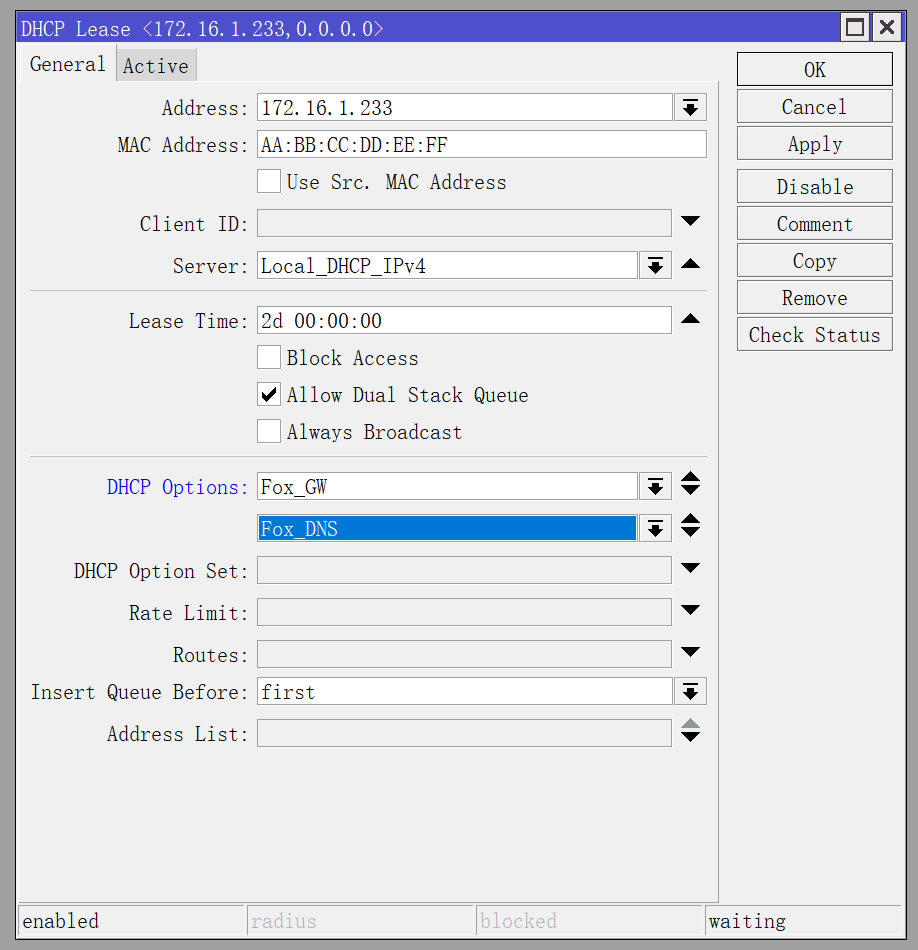 DHCP Lease <172.16.1.233,0.0.0.0>
General Active
OK
Address: 172.16.1.233
Cancel
MAC Address: AA:BB:CC:DD:EE:FF
Apply
Use Src. MAC Address
Disable
Client ID:
Comment
Server: Local_DHCP_IPv4
Copy
Remove
Lease Time: 2d 00:00:00
Check Status
Block Access
Allow Dual Stack Queue
Always Broadcast
DHCP Options: Fox_GW
Fox_DNS
DHCP Option Set:
Rate Limit:
Routes:
Insert Queue Before: first
Address List:
enabled radius blocked waiting